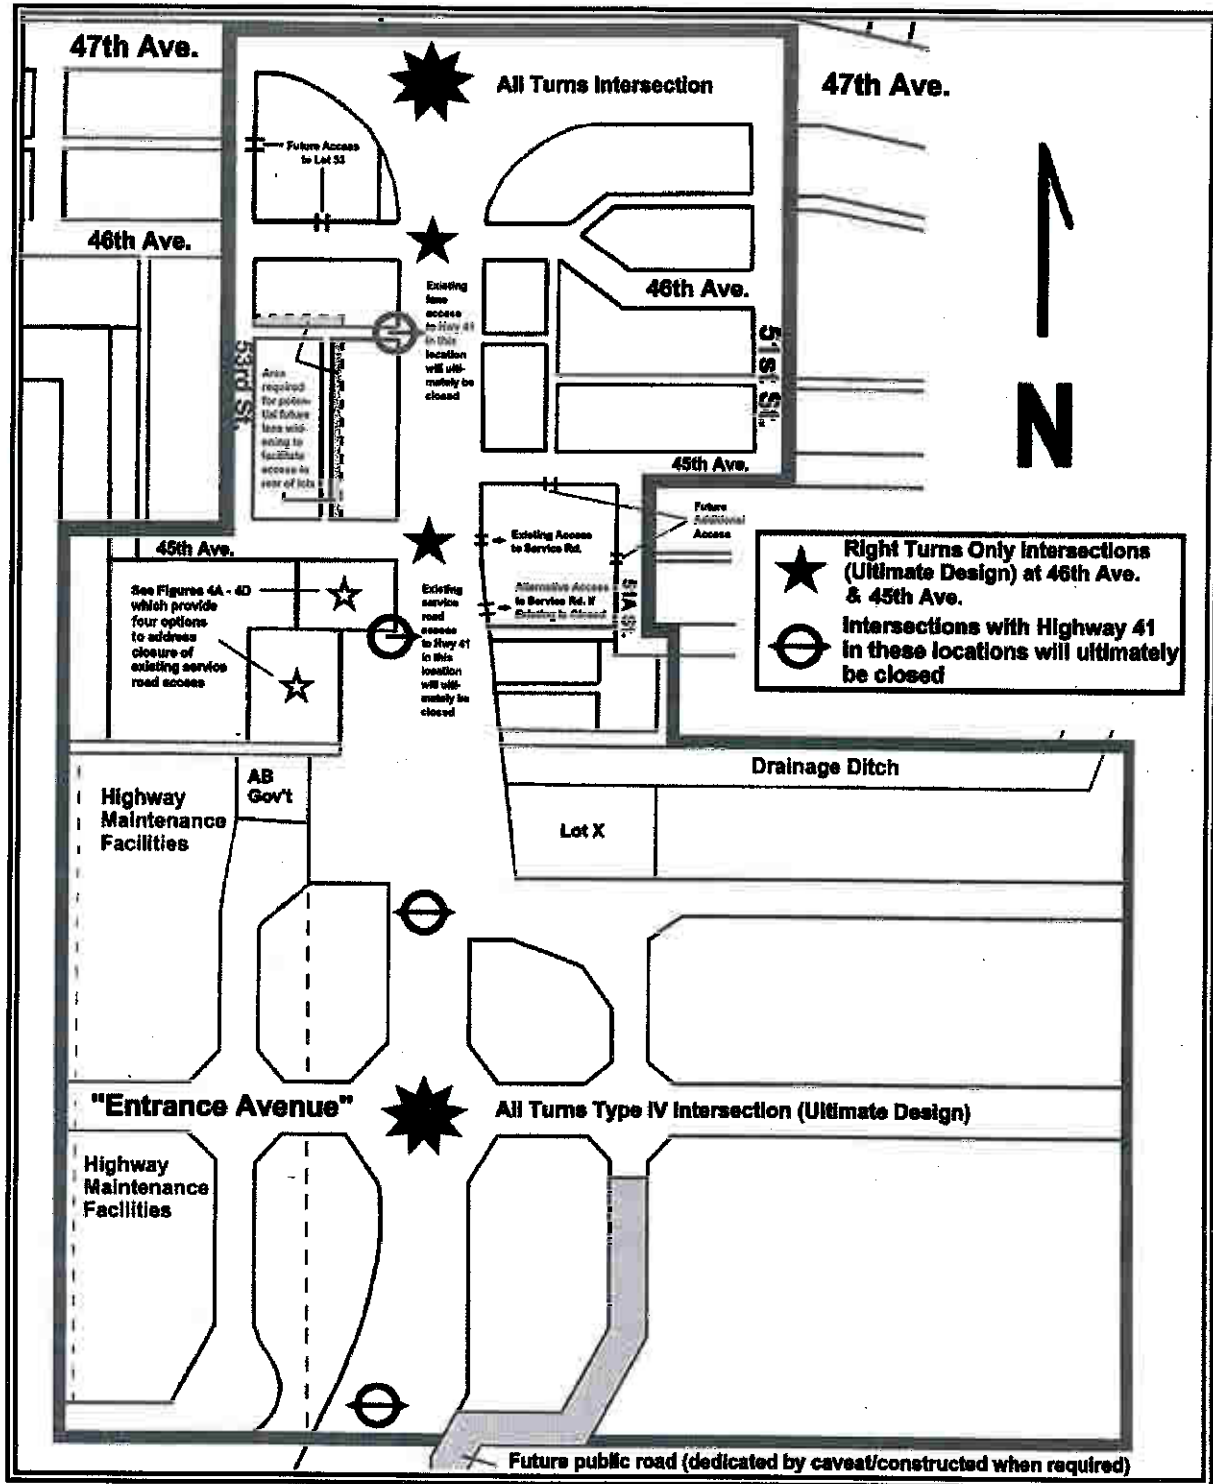 47th Ave.
All Turns Intersection
47th Ave.
Future Access
to Lot 53
46th Ave.
46th Ave.
Existing
lane
access
to Hwy 41
in this
location
will ulti-
mately be
closed
53rd St.
51st St.
Area
required
for poten-
tial future
lane wid-
ening to
facilitate
access to
rear of lots
45th Ave.
Future
Additional
Access
Existing Access
to Service Rd.
45th Ave.
Right Turns Only Intersections
(Ultimate Design) at 46th Ave.
& 45th Ave.
See Figures 4A - 4D
which provide
four options
to address
closure of
existing service
road access
Existing
service
road
access
to Hwy 41
in this
location
will ulti-
mately be
closed
Alternative Access
to Service Rd. if
Existing is Closed
51A St.
Intersections with Highway 41
in these locations will ultimately
be closed
N
Drainage Ditch
AB
Gov't
Highway
Maintenance
Facilities
Lot X
"Entrance Avenue"
All Turns Type IV Intersection (Ultimate Design)
Highway
Maintenance
Facilities
Future public road (dedicated by caveat/constructed when required)